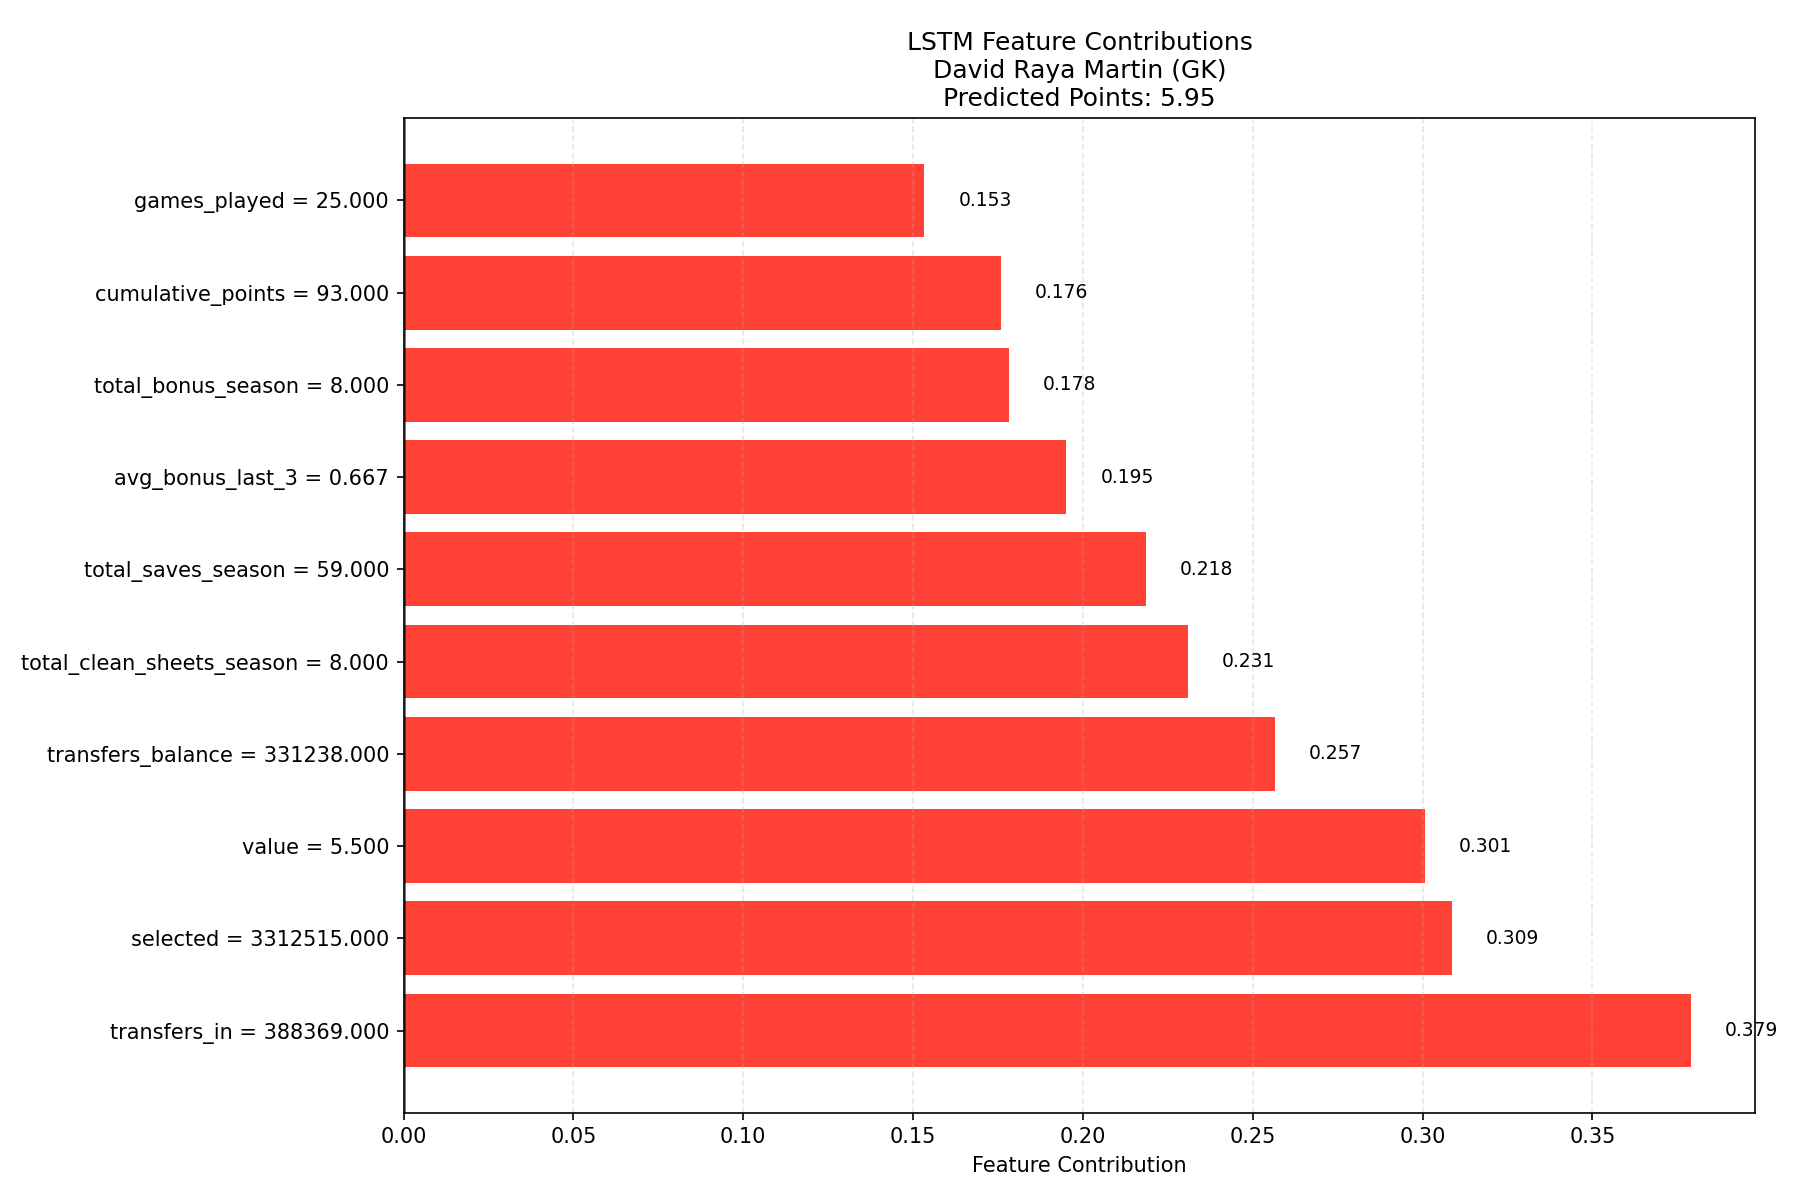 LSTM Feature Contributions
David Raya Martin (GK)
Predicted Points: 5.95
games_played = 25.000
0.153
cumulative_points = 93.000
0.176
total_bonus_season = 8.000
0.178
avg_bonus_last_3 = 0.667
0.195
total_saves_season = 59.000
0.218
total_clean_sheets_season = 8.000
0.231
transfers_balance = 331238.000
0.257
value = 5.500
0.301
selected = 3312515.000
0.309
transfers_in = 388369.000
0.379
0.00 0.05 0.10 0.15 0.20 0.25 0.30 0.35
Feature Contribution